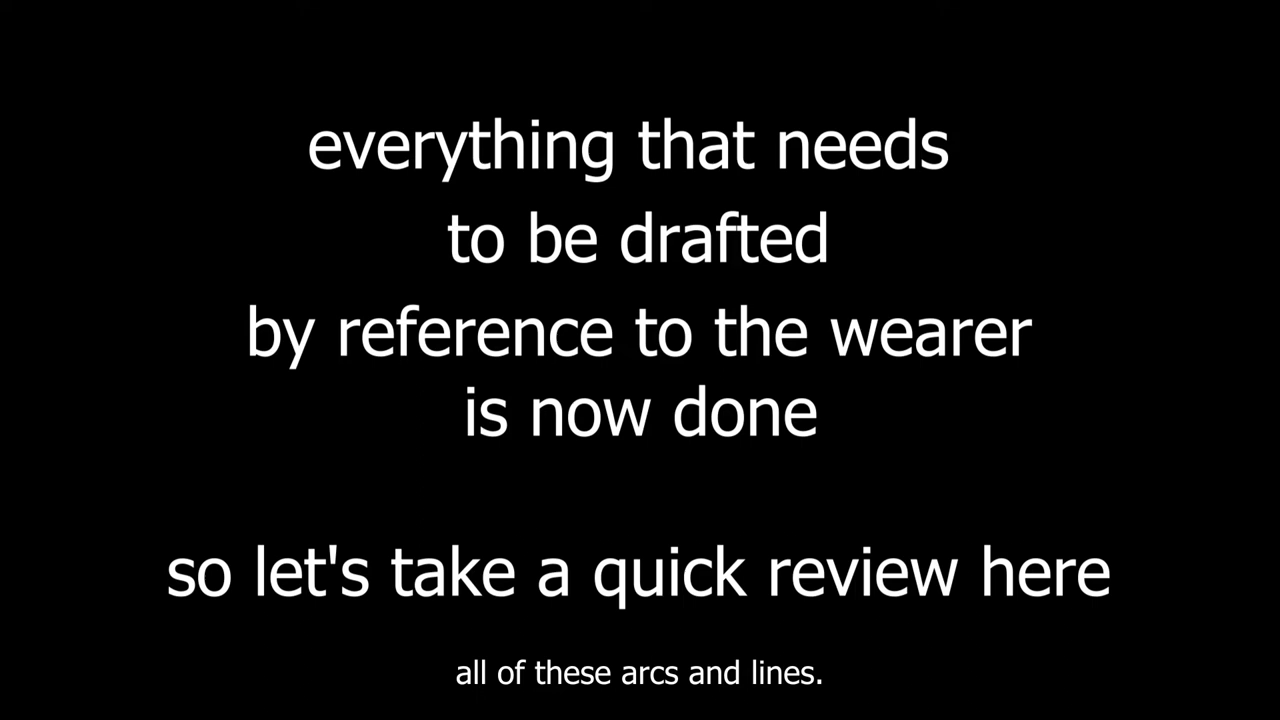 everything that needs
to be drafted
by reference to the wearer
is now done
so let's take a quick review here
all of these arcs and lines.